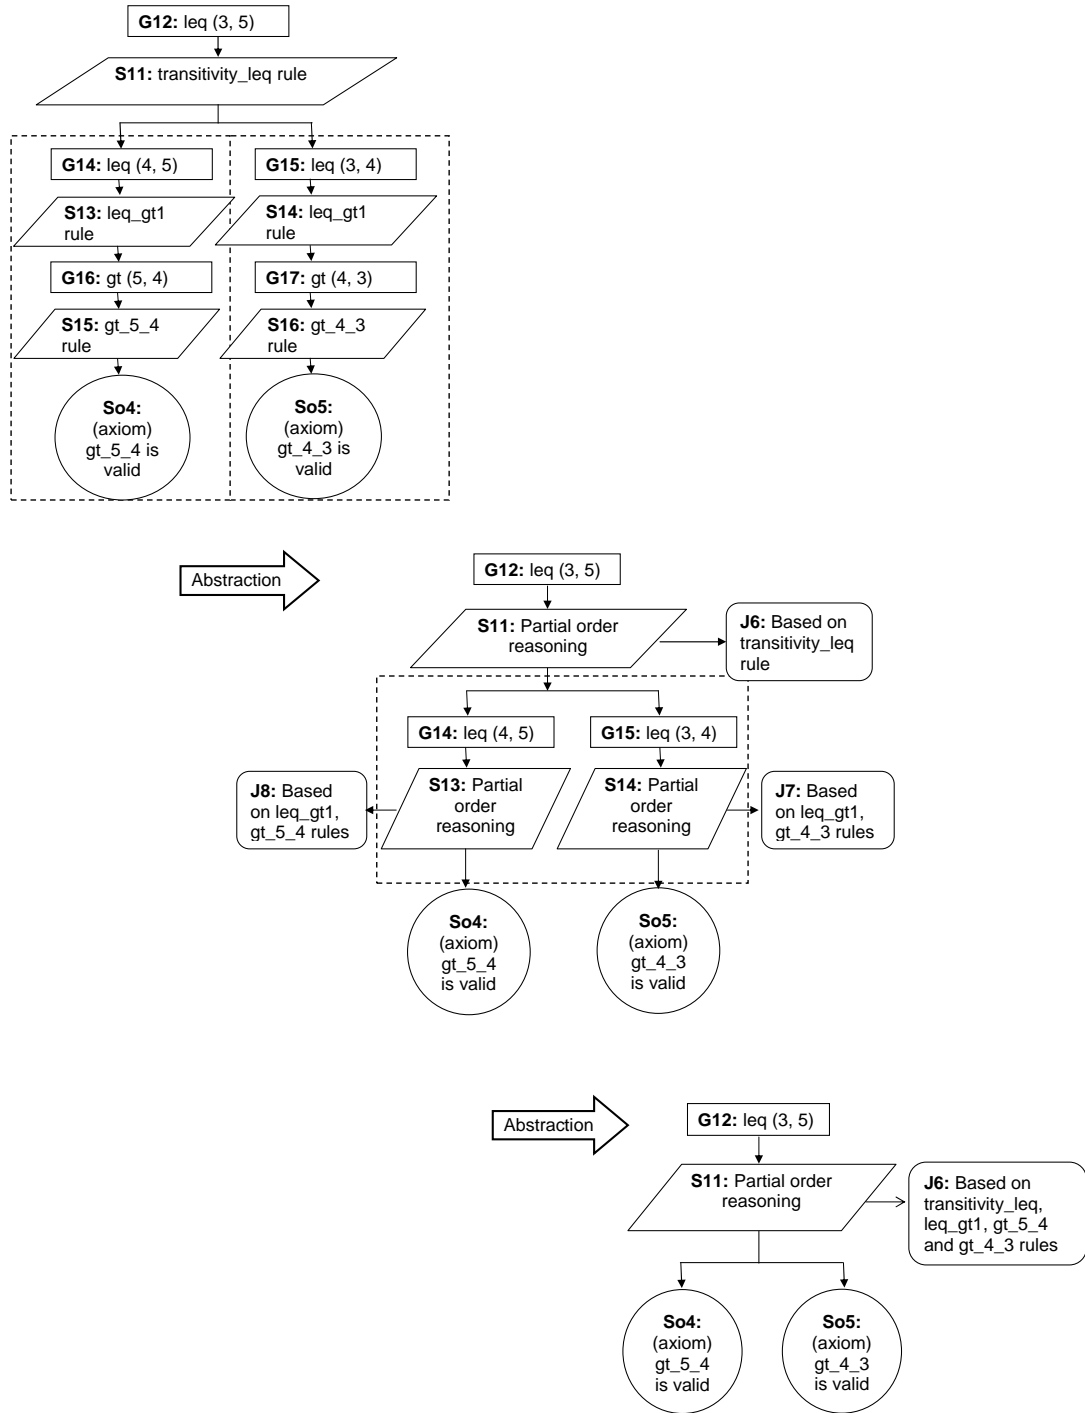 G12: leq (3, 5)
S11: transitivity_leq rule
G14: leq (4, 5)
G15: leq (3, 4)
S13: leq_gt1
rule
S14: leq_gt1
rule
G16: gt (5, 4)
G17: gt (4, 3)
S15: gt_5_4
rule
S16: gt_4_3
rule
So4:
(axiom)
gt_5_4 is
valid
So5:
(axiom)
gt_4_3 is
valid
Abstraction
G12: leq (3, 5)
S11: Partial order
reasoning
J6: Based on
transitivity_leq
rule
G14: leq (4, 5)
G15: leq (3, 4)
J8: Based
on leq_gt1,
gt_5_4 rules
S13: Partial
order
reasoning
S14: Partial
order
reasoning
J7: Based
on leq_gt1,
gt_4_3 rules
So4:
(axiom)
gt_5_4
is valid
So5:
(axiom)
gt_4_3
is valid
Abstraction
G12: leq (3, 5)
S11: Partial order
reasoning
J6: Based on
transitivity_leq,
leq_gt1, gt_5_4
and gt_4_3 rules
So4:
(axiom)
gt_5_4
is valid
So5:
(axiom)
gt_4_3
is valid